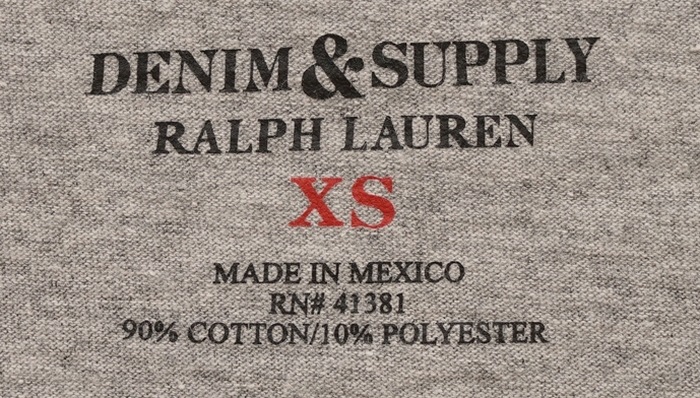 DENIM & SUPPLY
RALPH LAUREN
XS
MADE IN MEXICO
RN# 41381
90% COTTON/10% POLYESTER